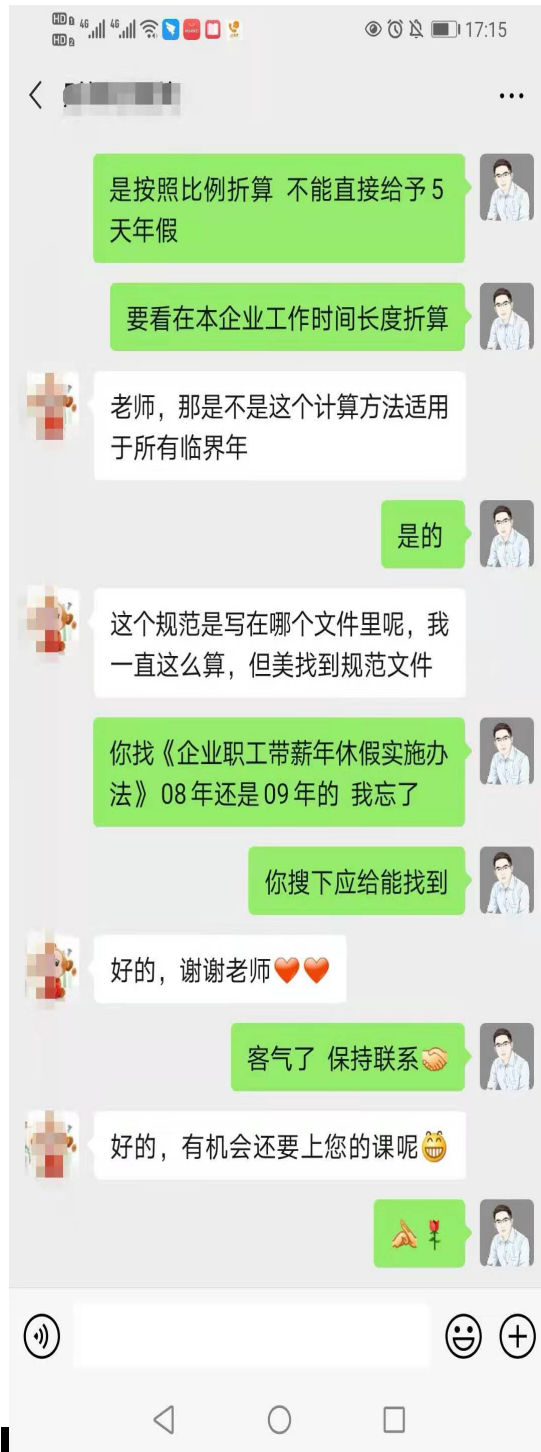 HD 1 4G 4G 17:15
HD 2
是按照比例折算 不能直接给予5
天年假
要看在本企业工作时间长度折算
老师，那是不是这个计算方法适用
于所有临界年
是的
这个规范是写在哪个文件里呢，我
一直这么算，但美找到规范文件
你找《企业职工带薪年休假实施办
法》08年还是09年的 我忘了
你搜下应给能找到
好的，谢谢老师❤️❤️
客气了 保持联系🤝
好的，有机会还要上您的课呢😁